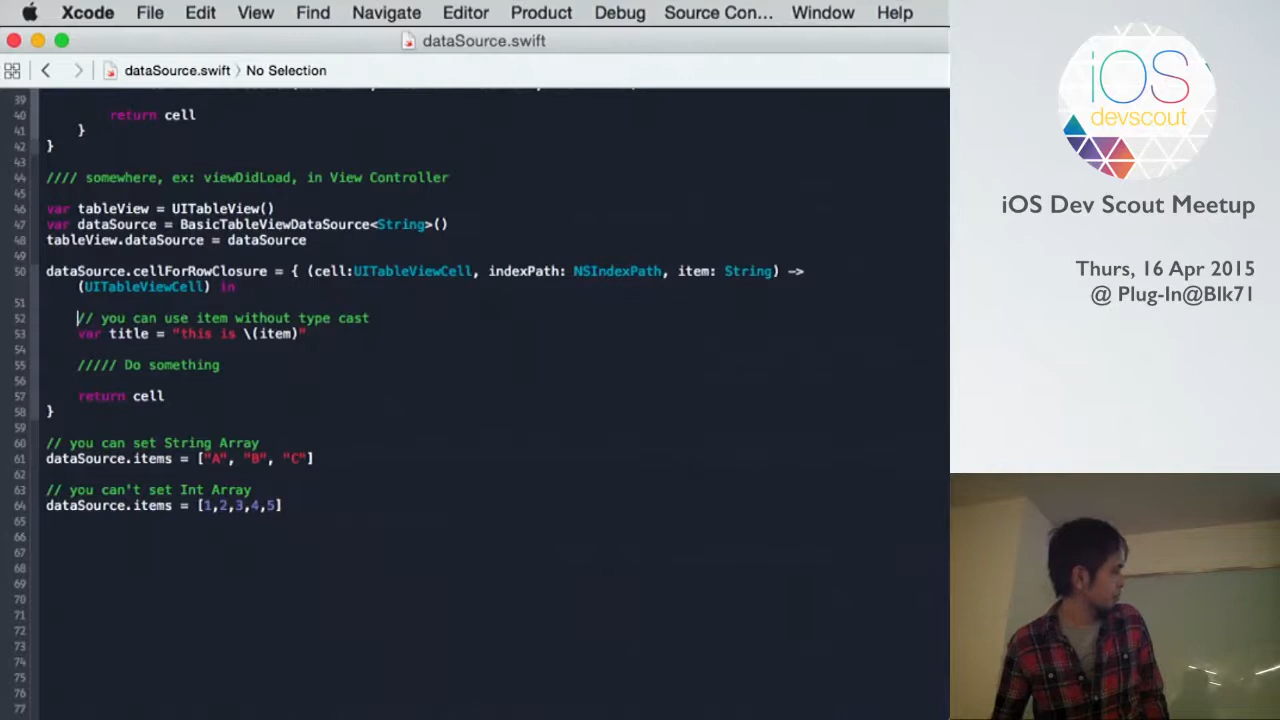 Xcode File Edit View Find Navigate Editor Product Debug Source Con... Window Help
dataSource.swift
dataSource.swift 〉 No Selection
39
40 return cell
41 }
42 }
43
44 //// somewhere, ex: viewDidLoad, in View Controller
45
46 var tableView = UITableView()
47 var dataSource = BasicTableViewDataSource<String>()
48 tableView.dataSource = dataSource
49
50 dataSource.cellForRowClosure = { (cell:UITableViewCell, indexPath: NSIndexPath, item: String) ->
(UITableViewCell) in
51
52 // you can use item without type cast
53 var title = "this is \(item)"
54
55 ///// Do something
56
57 return cell
58 }
59
60 // you can set String Array
61 dataSource.items = ["A", "B", "C"]
62
63 // you can't set Int Array
64 dataSource.items = [1,2,3,4,5]
65
66
67
68
69
70
71
72
73
74
75
76
77
iOS
devscout
iOS Dev Scout Meetup
Thurs, 16 Apr 2015
@ Plug-In@Blk71